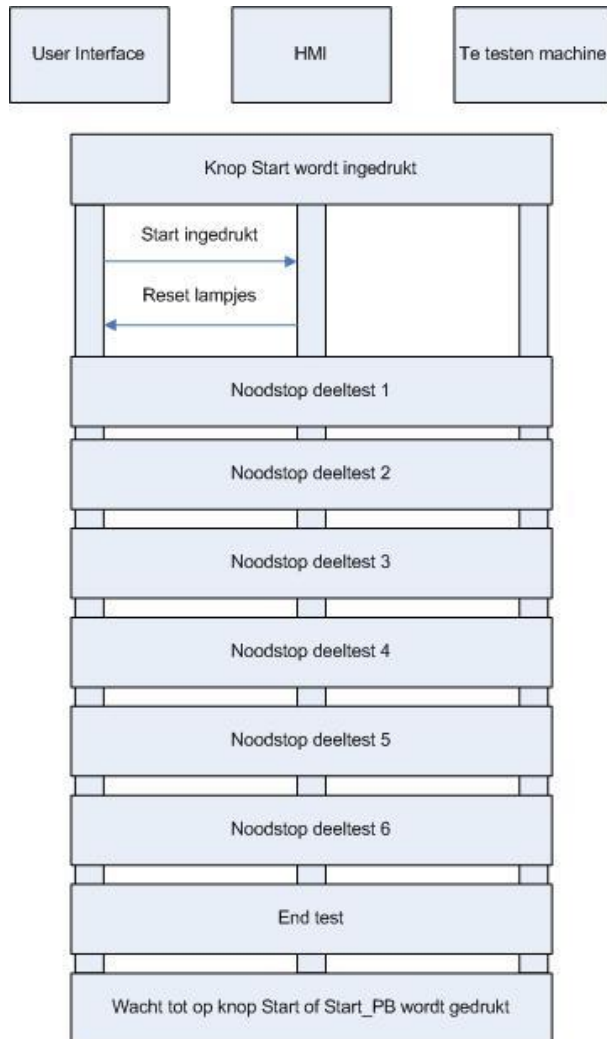 User Interface
HMI
Te testen machine
Knop Start wordt ingedrukt
Start ingedrukt
Reset lampjes
Noodstop deeltest 1
Noodstop deeltest 2
Noodstop deeltest 3
Noodstop deeltest 4
Noodstop deeltest 5
Noodstop deeltest 6
End test
Wacht tot op knop Start of Start_PB wordt gedrukt